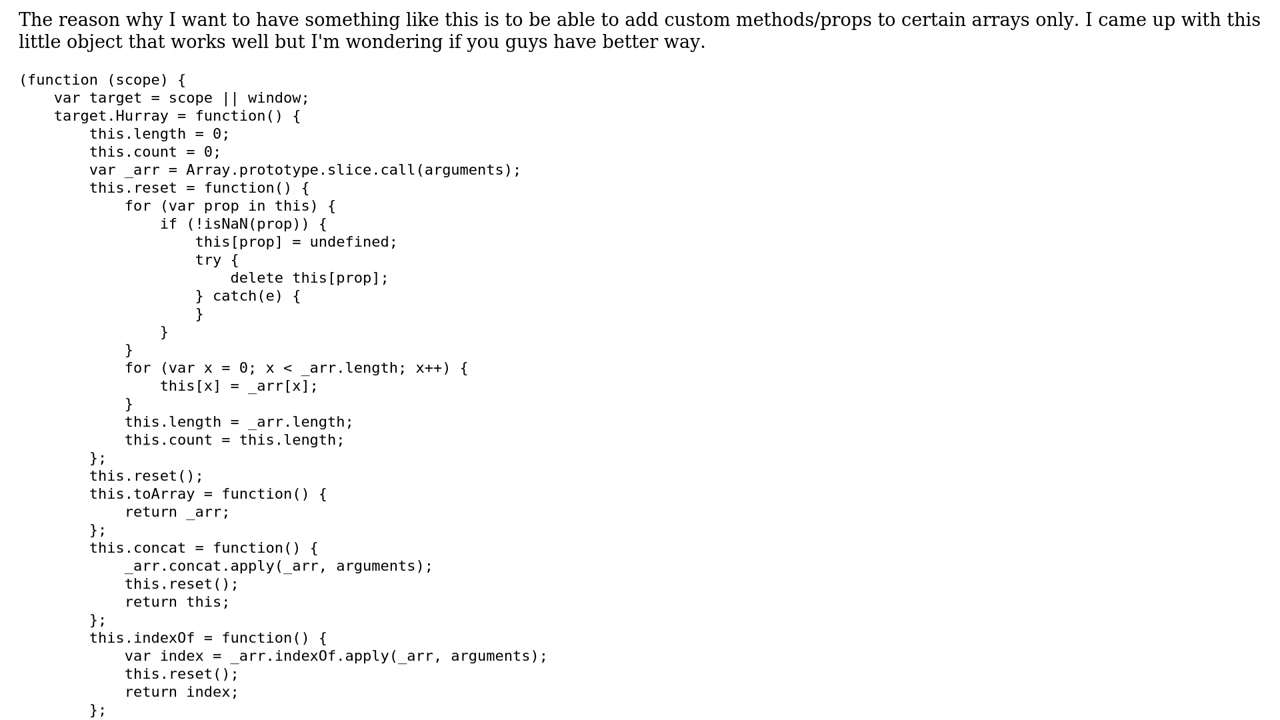 The reason why I want to have something like this is to be able to add custom methods/props to certain arrays only. I came up with this
little object that works well but I'm wondering if you guys have better way.
(function (scope) {
    var target = scope || window;
    target.Hurray = function() {
        this.length = 0;
        this.count = 0;
        var _arr = Array.prototype.slice.call(arguments);
        this.reset = function() {
            for (var prop in this) {
                if (!isNaN(prop)) {
                    this[prop] = undefined;
                    try {
                        delete this[prop];
                    } catch(e) {
                    }
                }
            }
            for (var x = 0; x < _arr.length; x++) {
                this[x] = _arr[x];
            }
            this.length = _arr.length;
            this.count = this.length;
        };
        this.reset();
        this.toArray = function() {
            return _arr;
        };
        this.concat = function() {
            _arr.concat.apply(_arr, arguments);
            this.reset();
            return this;
        };
        this.indexOf = function() {
            var index = _arr.indexOf.apply(_arr, arguments);
            this.reset();
            return index;
        };